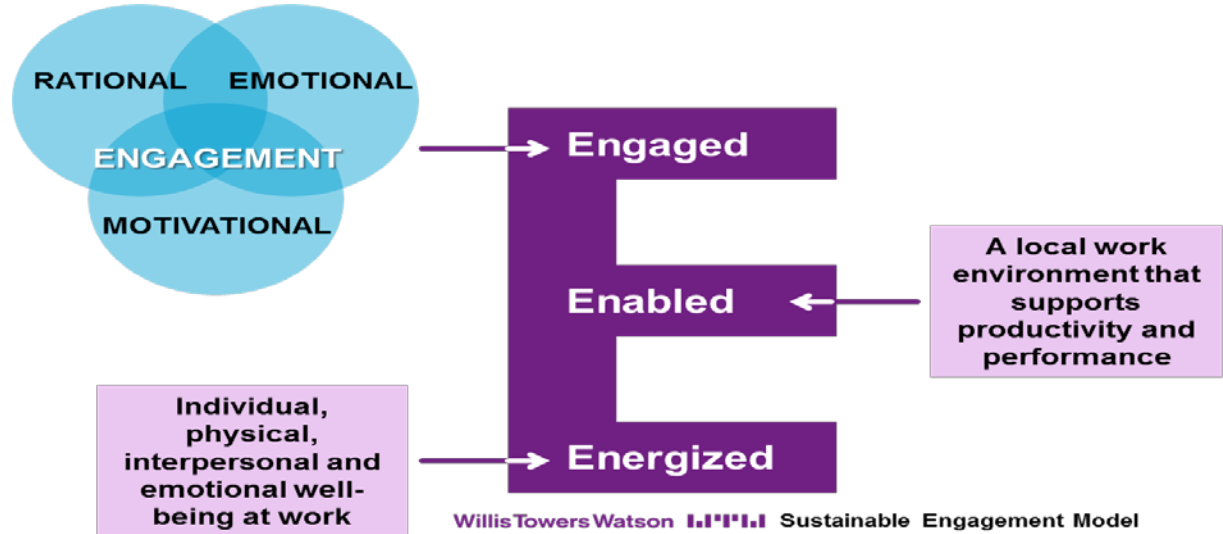 RATIONAL EMOTIONAL
ENGAGEMENT
MOTIVATIONAL
Engaged
Enabled
Energized
A local work
environment that
supports
productivity and
performance
Individual,
physical,
interpersonal and
emotional well-
being at work
WillisTowersWatson Sustainable Engagement Model